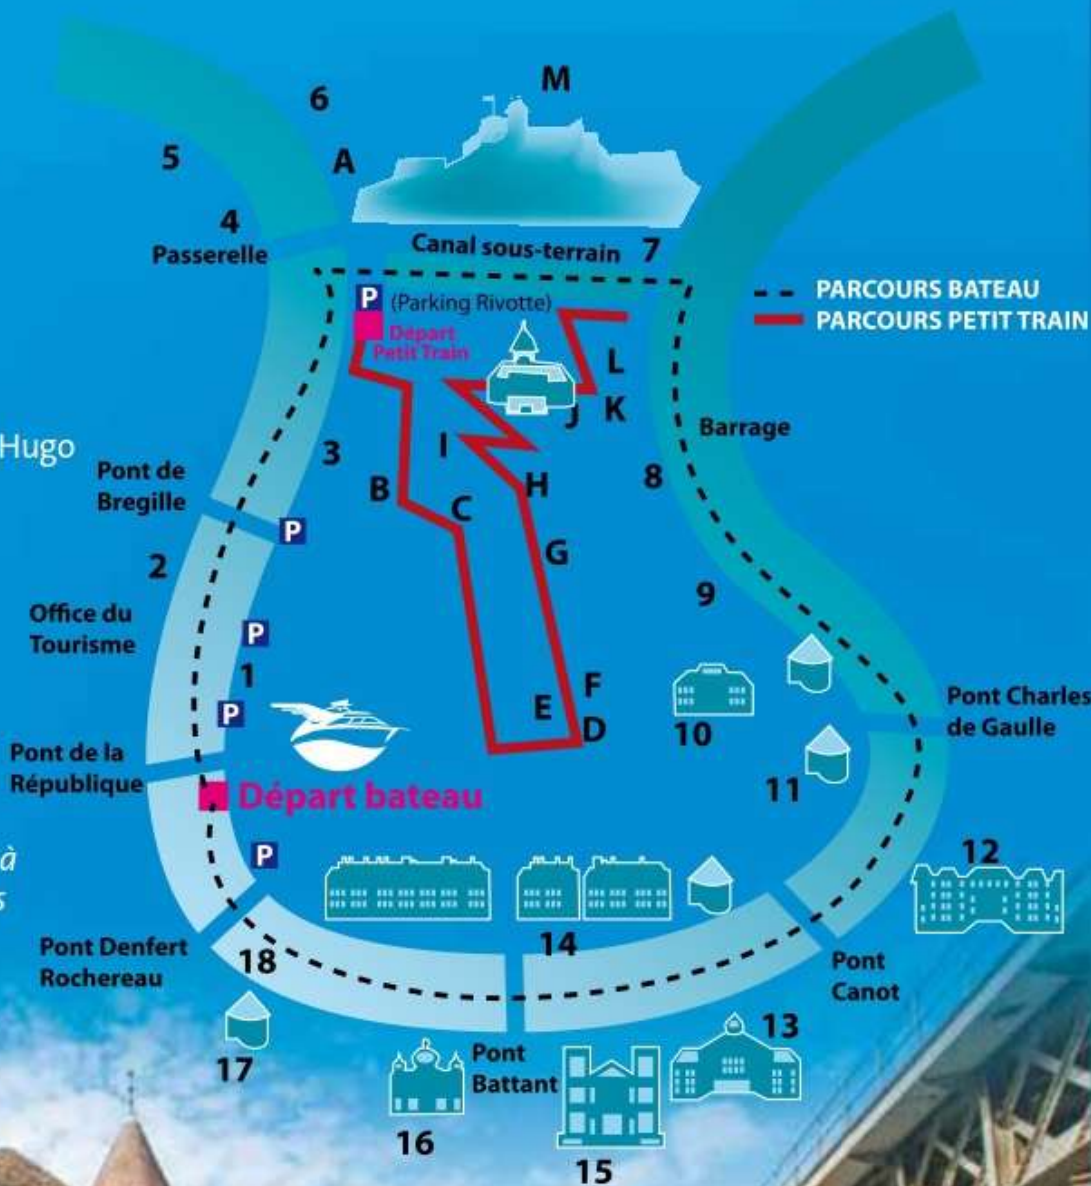 M
6
A
5
4
Passerelle
Canal sous-terrain
7
P
(Parking Rivotte)
Départ
Petit Train
PARCOURS BATEAU
PARCOURS PETIT TRAIN
L
K
J
Barrage
Hugo
Pont de
Bregille
3
I
B
H
8
C
P
G
2
9
Office du
Tourisme
P
1
P
F
E
D
10
Pont Charles
de Gaulle
Pont de la
République
11
Départ bateau
P
à
s
12
14
Pont Denfert
Rochereau
18
Pont
Canot
13
17
Pont
Battant
16
15